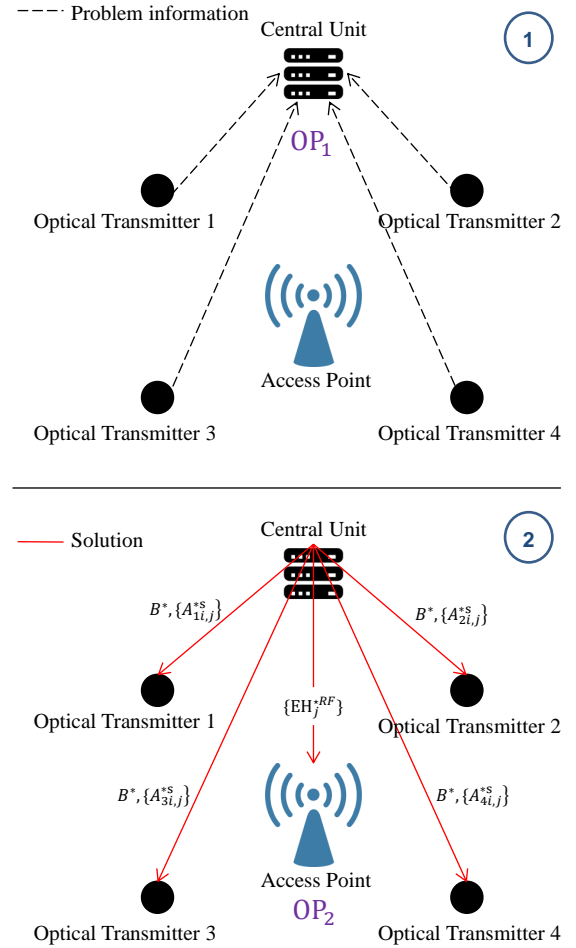 Problem information
Central Unit
1
OP₁
Optical Transmitter 1
Optical Transmitter 2
Access Point
Optical Transmitter 3
Optical Transmitter 4
Solution
Central Unit
2
B*, {A*ˢ₁ᵢ,ⱼ}
B*, {A*ˢ₂ᵢ,ⱼ}
Optical Transmitter 1
{EHⱼ*ᴿᶠ}
Optical Transmitter 2
B*, {A*ˢ₃ᵢ,ⱼ}
B*, {A*ˢ₄ᵢ,ⱼ}
Access Point
OP₂
Optical Transmitter 3
Optical Transmitter 4